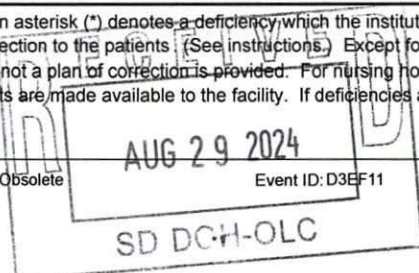 n asterisk (*) denotes a deficiency which the institut
ection to the patients. (See instructions.) Except fo
not a plan of correction is provided. For nursing ho
ts are made available to the facility. If deficiencies a
RECEIVED
AUG 29 2024
Obsolete Event ID: D3EF11
SD DOH-OLC